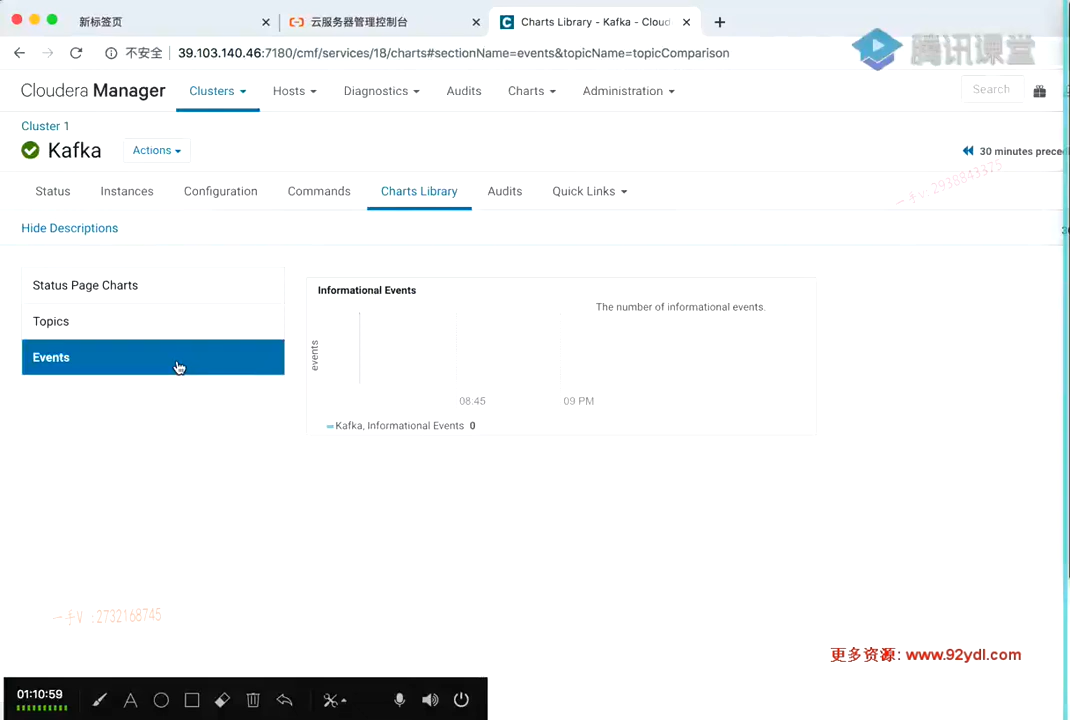 新标签页
云服务器管理控制台
Charts Library - Kafka - Cloud
不安全
39.103.140.46:7180/cmf/services/18/charts#sectionName=events&topicName=topicComparison
腾讯课堂
Cloudera Manager
Clusters
Hosts
Diagnostics
Audits
Charts
Administration
Search
Cluster 1
Kafka
Actions
30 minutes preced
Status
Instances
Configuration
Commands
Charts Library
Audits
Quick Links
一手v:2938843325
Hide Descriptions
Status Page Charts
Topics
Events
Informational Events
The number of informational events.
events
08:45
09 PM
Kafka, Informational Events 0
一手V :2732168745
更多资源: www.92ydl.com
01:10:59